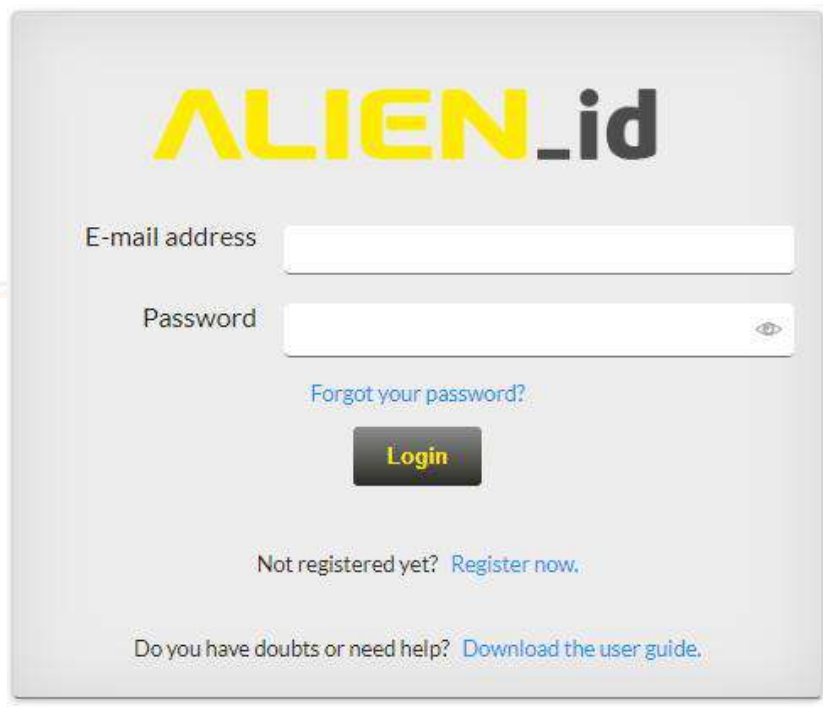 ALIEN_id
E-mail address
Password
Forgot your password?
Login
Not registered yet? Register now.
Do you have doubts or need help? Download the user guide.